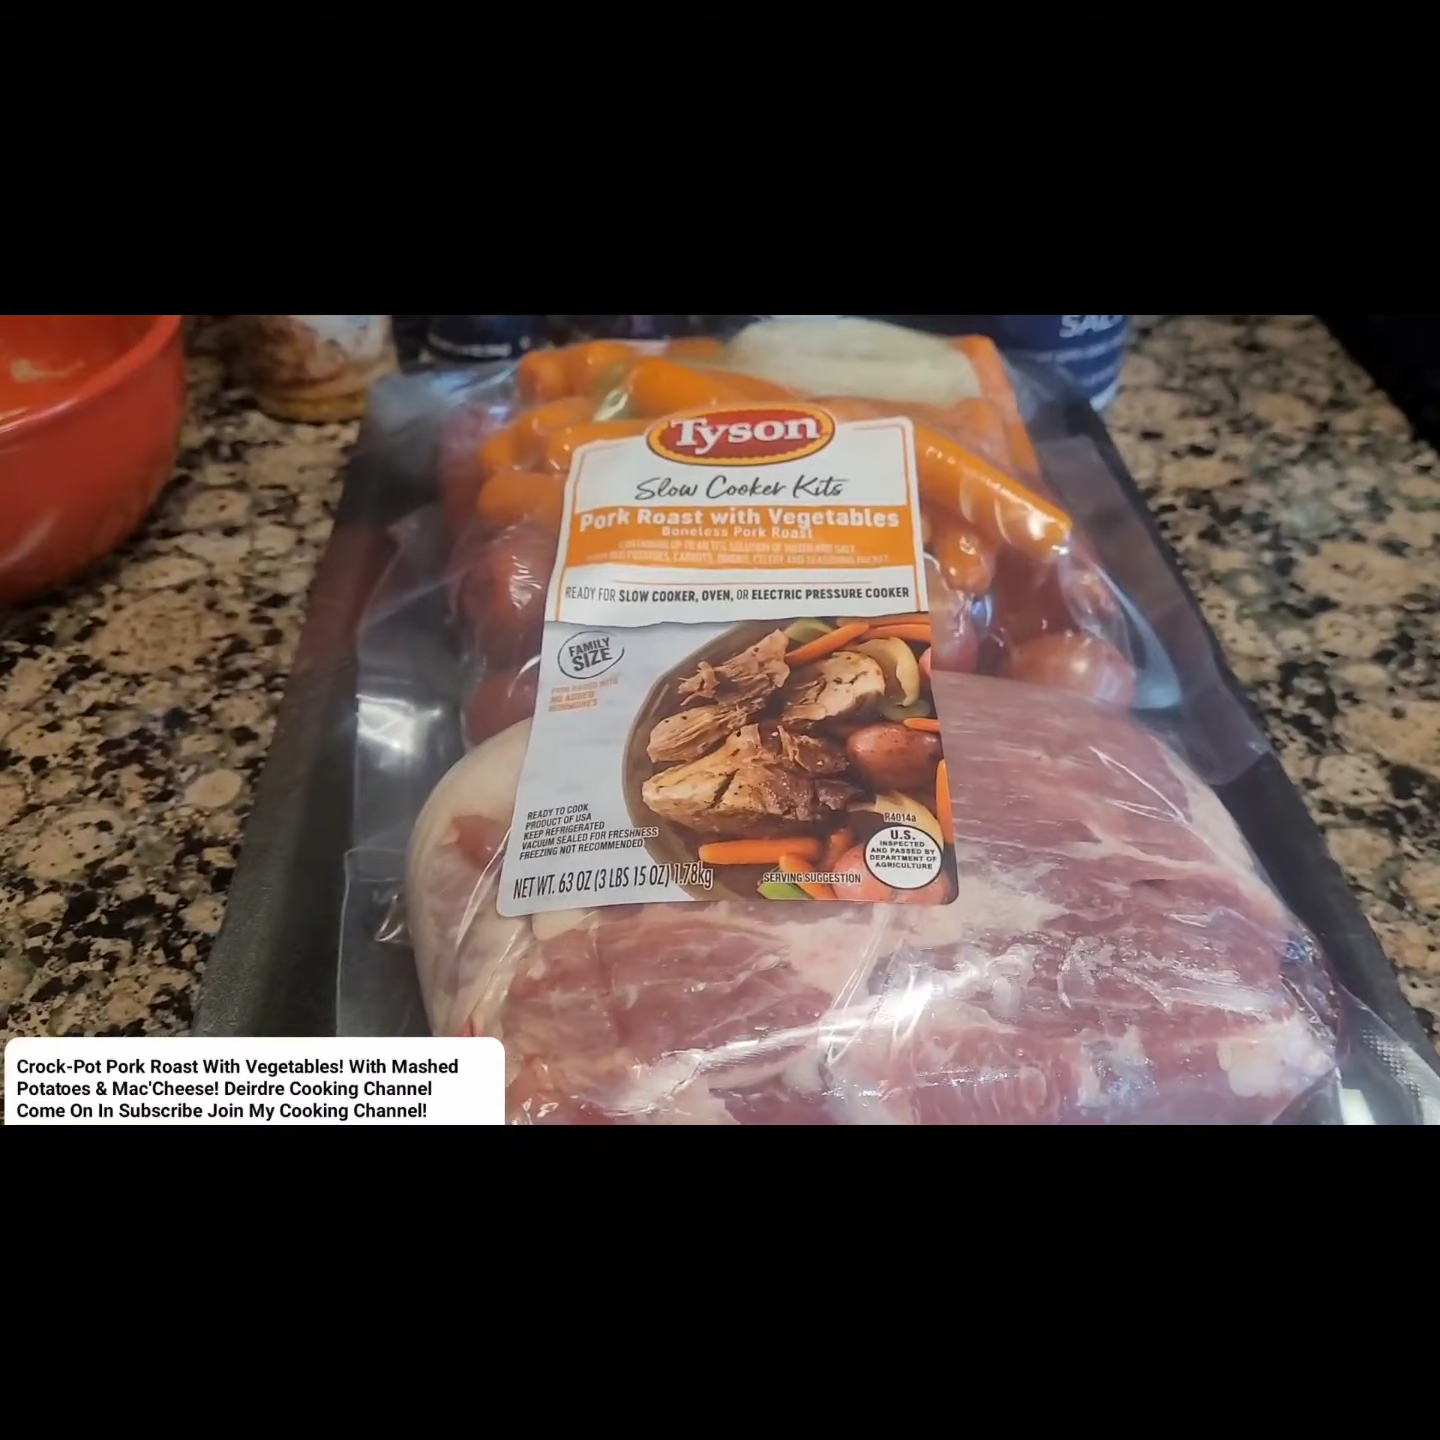 SAL
Tyson
Slow Cooker Kits
Pork Roast with Vegetables
Boneless Pork Roast
READY FOR SLOW COOKER, OVEN, OR ELECTRIC PRESSURE COOKER
FAMILY
SIZE
NO ADDED
HORMONES
READY TO COOK
PRODUCT OF USA
KEEP REFRIGERATED
VACUUM SEALED FOR FRESHNESS
FREEZING NOT RECOMMENDED
NET WT. 63 OZ (3 LBS 15 OZ) 1.78kg
SERVING SUGGESTION
R4014a
U.S.
INSPECTED
AND PASSED BY
DEPARTMENT OF
AGRICULTURE
Crock-Pot Pork Roast With Vegetables! With Mashed
Potatoes & Mac'Cheese! Deirdre Cooking Channel
Come On In Subscribe Join My Cooking Channel!